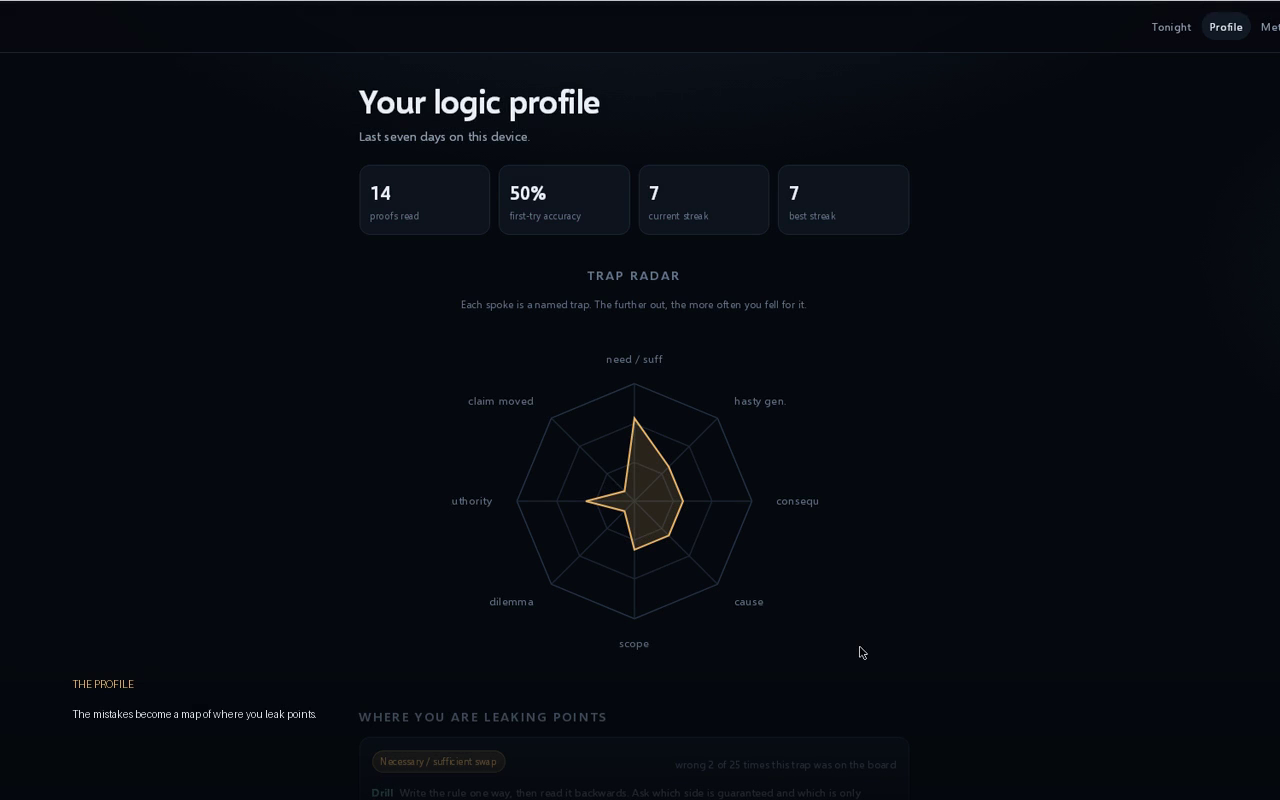 Tonight Profile Met
Your logic profile
Last seven days on this device.
14 50% 7 7
proofs read first-try accuracy current streak best streak
TRAP RADAR
Each spoke is a named trap. The further out, the more often you fell for it.
need / suff
claim moved hasty gen.
uthority consequ
dilemma cause
scope
THE PROFILE
The mistakes become a map of where you leak points.
WHERE YOU ARE LEAKING POINTS
Necessary / sufficient swap wrong 2 of 25 times this trap was on the board
Drill Write the rule one way, then read it backwards. Ask which side is guaranteed and which is only